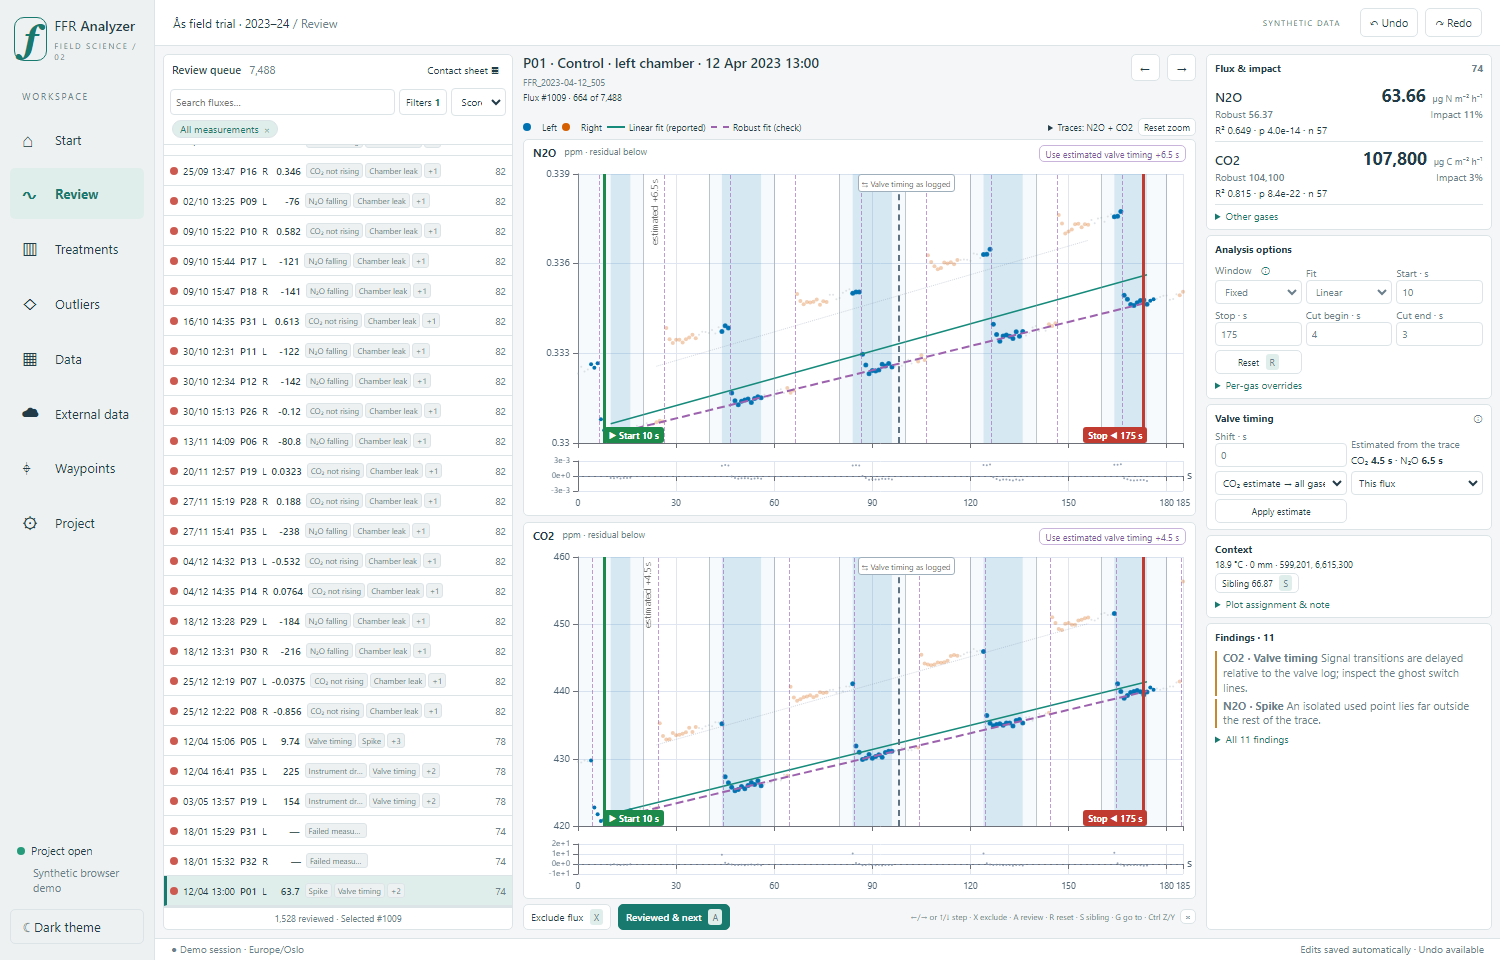 f
FFR Analyzer
FIELD SCIENCE /
02
WORKSPACE
Start
Review
Treatments
Outliers
Data
External data
Waypoints
Project
Project open
Synthetic browser
demo
☾ Dark theme
Ås field trial · 2023–24 / Review
SYNTHETIC DATA
↶ Undo
↷ Redo
Review queue 7,488
Contact sheet ≣
Search fluxes...
Filters 1
Score
All measurements ×
25/09 13:47 P16 R 0.346 CO₂ not rising Chamber leak +1 82
02/10 13:25 P09 L -76 N₂O falling Chamber leak +1 82
09/10 15:22 P10 R 0.582 CO₂ not rising Chamber leak +1 82
09/10 15:44 P17 L -121 N₂O falling Chamber leak +1 82
09/10 15:47 P18 R -141 N₂O falling Chamber leak +1 82
16/10 14:35 P31 L 0.613 CO₂ not rising Chamber leak +1 82
30/10 12:31 P11 L -122 N₂O falling Chamber leak +1 82
30/10 12:34 P12 R -142 N₂O falling Chamber leak +1 82
30/10 15:13 P26 R -0.12 CO₂ not rising Chamber leak +1 82
13/11 14:09 P06 R -80.8 N₂O falling Chamber leak +1 82
20/11 12:57 P19 L 0.0323 CO₂ not rising Chamber leak +1 82
27/11 15:19 P28 R 0.188 CO₂ not rising Chamber leak +1 82
27/11 15:41 P35 L -238 N₂O falling Chamber leak +1 82
04/12 14:32 P13 L -0.532 CO₂ not rising Chamber leak +1 82
04/12 14:35 P14 R 0.0764 CO₂ not rising Chamber leak +1 82
18/12 13:28 P29 L -184 N₂O falling Chamber leak +1 82
18/12 13:31 P30 R -216 N₂O falling Chamber leak +1 82
25/12 12:19 P07 L -0.0375 CO₂ not rising Chamber leak +1 82
25/12 12:22 P08 R -0.856 CO₂ not rising Chamber leak +1 82
12/04 15:06 P05 L 9.74 Valve timing Spike +3 78
12/04 16:41 P35 L 225 Instrument dr... Valve timing +2 78
03/05 13:57 P19 L 154 Instrument dr... Valve timing +2 78
18/01 15:29 P31 L — Failed measu... 74
18/01 15:32 P32 R — Failed measu... 74
12/04 13:00 P01 L 63.7 Spike Valve timing +2 74
1,528 reviewed · Selected #1009
P01 · Control · left chamber · 12 Apr 2023 13:00
FFR_2023-04-12_505
Flux #1009 · 664 of 7,488
← →
Left Right Linear fit (reported) Robust fit (check)
▶ Traces: N2O + CO2
Reset zoom
N2O ppm · residual below
Use estimated valve timing +6.5 s
0.339
0.336
0.333
0.33
estimated +6.5s
⇆ Valve timing as logged
▶ Start 10 s
Stop ◀ 175 s
3e-3
0e+0
-3e-3
s
0 30 60 90 120 150 180 185
CO2 ppm · residual below
Use estimated valve timing +4.5 s
460
450
440
430
420
estimated +4.5s
⇆ Valve timing as logged
▶ Start 10 s
Stop ◀ 175 s
2e+1
1e+1
0e+0
-1e+1
s
0 30 60 90 120 150 180 185
Exclude flux X
Reviewed & next A
←/→ or ↑/↓ step · X exclude · A review · R reset · S sibling · G go to · Ctrl Z/Y ×
Flux & impact 74
N2O 63.66 µg N m⁻² h⁻¹
Robust 56.37 Impact 11%
R² 0.649 · p 4.0e-14 · n 57
CO2 107,800 µg C m⁻² h⁻¹
Robust 104,100 Impact 3%
R² 0.815 · p 8.4e-22 · n 57
▶ Other gases
Analysis options
Window ⓘ Fit Start · s
Fixed Linear 10
Stop · s Cut begin · s Cut end · s
175 4 3
Reset R
▶ Per-gas overrides
Valve timing ⓘ
Shift · s
0
Estimated from the trace
CO₂ 4.5 s · N₂O 6.5 s
CO₂ estimate → all gase
This flux
Apply estimate
Context
18.9 °C · 0 mm · 599,201, 6,615,300
Sibling 66.87 S
▶ Plot assignment & note
Findings · 11
CO2 · Valve timing Signal transitions are delayed
relative to the valve log; inspect the ghost switch
lines.
N2O · Spike An isolated used point lies far outside
the rest of the trace.
▶ All 11 findings
● Demo session · Europe/Oslo
Edits saved automatically · Undo available